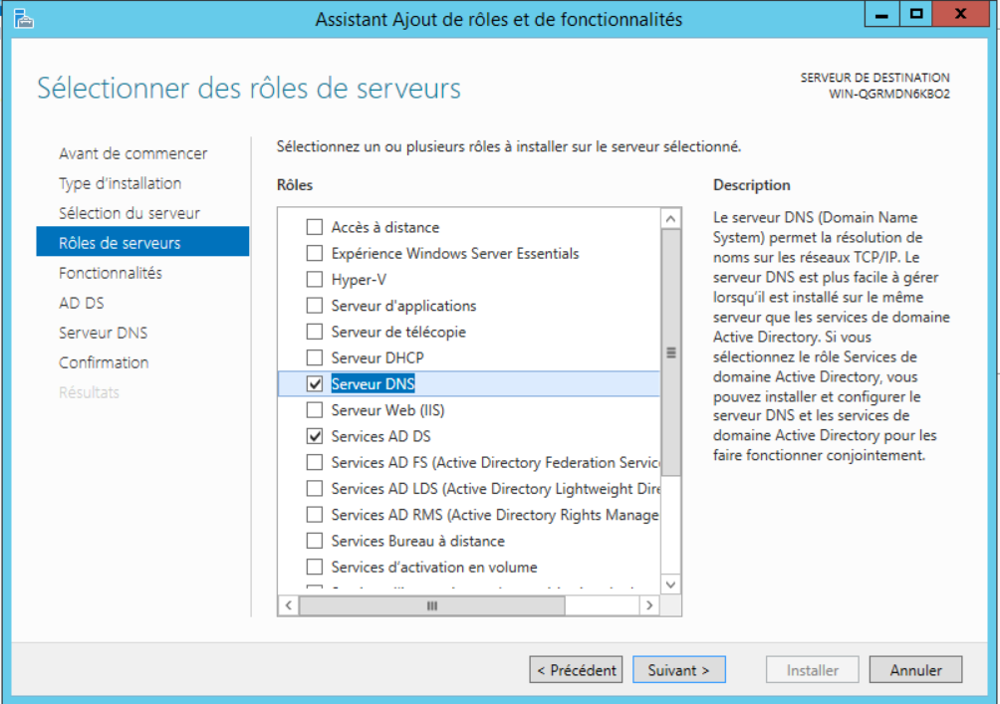 Assistant Ajout de rôles et de fonctionnalités
Sélectionner des rôles de serveurs
SERVEUR DE DESTINATION
WIN-QGRMDN6KBO2
Avant de commencer
Type d'installation
Sélection du serveur
Rôles de serveurs
Fonctionnalités
AD DS
Serveur DNS
Confirmation
Résultats
Sélectionnez un ou plusieurs rôles à installer sur le serveur sélectionné.
Rôles
Accès à distance
Expérience Windows Server Essentials
Hyper-V
Serveur d'applications
Serveur de télécopie
Serveur DHCP
Serveur DNS
Serveur Web (IIS)
Services AD DS
Services AD FS (Active Directory Federation Servic
Services AD LDS (Active Directory Lightweight Dire
Services AD RMS (Active Directory Rights Manage
Services Bureau à distance
Services d'activation en volume
Description
Le serveur DNS (Domain Name
System) permet la résolution de
noms sur les réseaux TCP/IP. Le
serveur DNS est plus facile à gérer
lorsqu'il est installé sur le même
serveur que les services de domaine
Active Directory. Si vous
sélectionnez le rôle Services de
domaine Active Directory, vous
pouvez installer et configurer le
serveur DNS et les services de
domaine Active Directory pour les
faire fonctionner conjointement.
< Précédent
Suivant >
Installer
Annuler